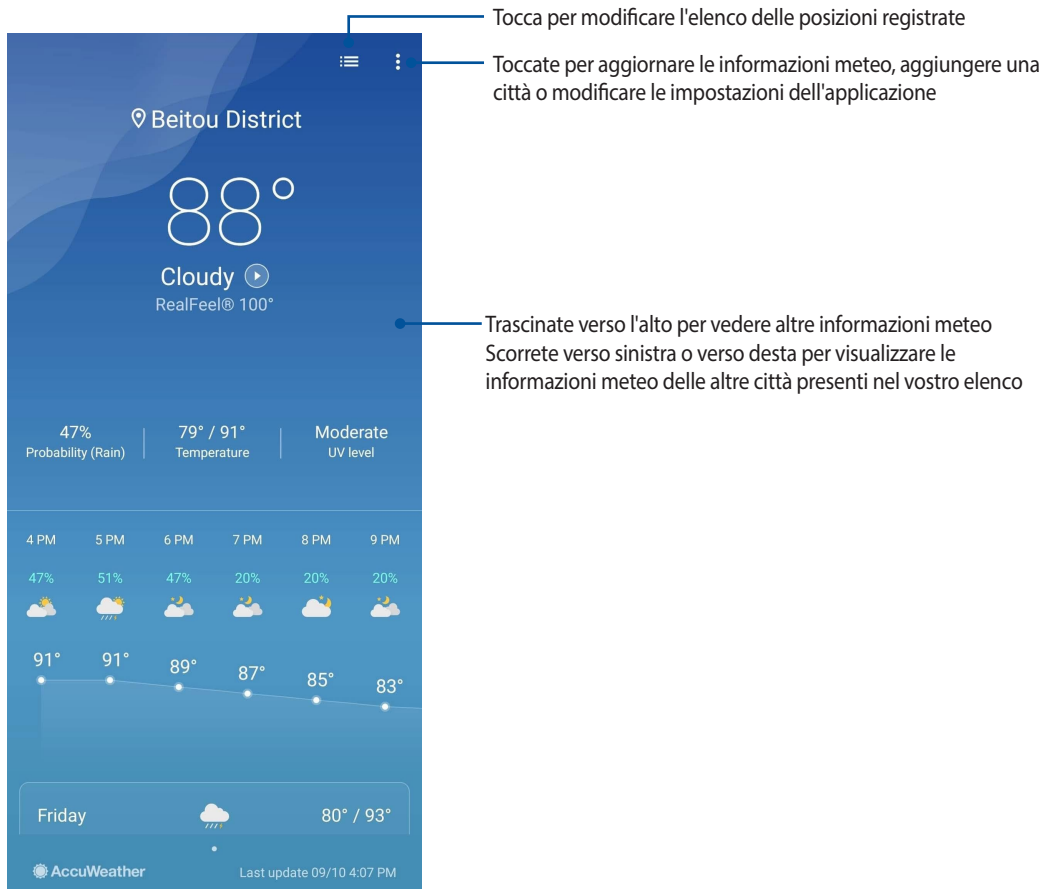 Tocca per modificare l'elenco delle posizioni registrate
Toccate per aggiornare le informazioni meteo, aggiungere una
città o modificare le impostazioni dell'applicazione
Beitou District
88°
Cloudy
RealFeel® 100°
Trascinate verso l'alto per vedere altre informazioni meteo
Scorrete verso sinistra o verso desta per visualizzare le
informazioni meteo delle altre città presenti nel vostro elenco
47% 79° / 91° Moderate
Probability (Rain) Temperature UV level
4 PM 5 PM 6 PM 7 PM 8 PM 9 PM
47% 51% 47% 20% 20% 20%
91° 91° 89° 87° 85° 83°
Friday 80° / 93°
AccuWeather Last update 09/10 4:07 PM